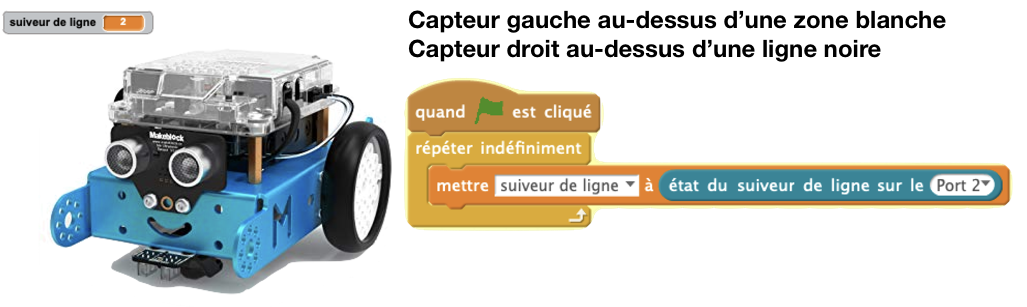 suiveur de ligne 2
Capteur gauche au-dessus d’une zone blanche
Capteur droit au-dessus d’une ligne noire
quand est cliqué
répéter indéfiniment
mettre suiveur de ligne à état du suiveur de ligne sur le Port 2
Makeblock
M